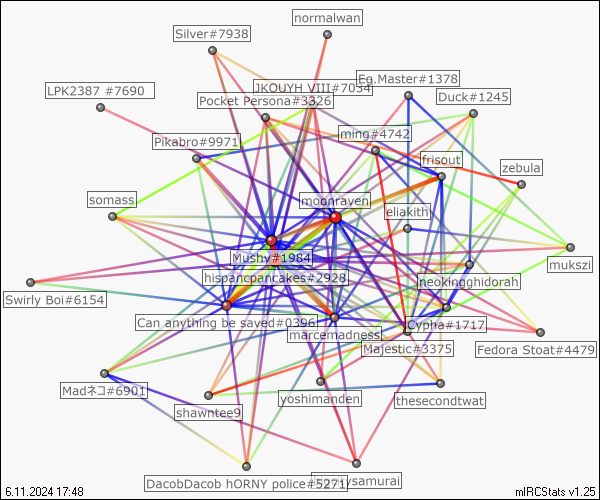 normalwan
Silver#7938
Eg.Master#1378
JKOUYH VIII#7034
LPK2387 #7690
Pocket Persona#3326
Duck#1245
ming#4742
Pikabro#9971
frisout
zebula
somass
moonraven
eliakith
Mushy#1984
mukszi
hispancpancakes#2928
neokingghidorah
Swirly Boi#6154
Can anything be saved#0396
Cypha#1717
marcemadness
Majestic#3375
Fedora Stoat#4479
Madネコ#6901
yoshimanden
thesecondtwat
shawntee9
DacobDacob hORNY police#5271
samurai
6.11.2024 17:48
mIRCStats v1.25